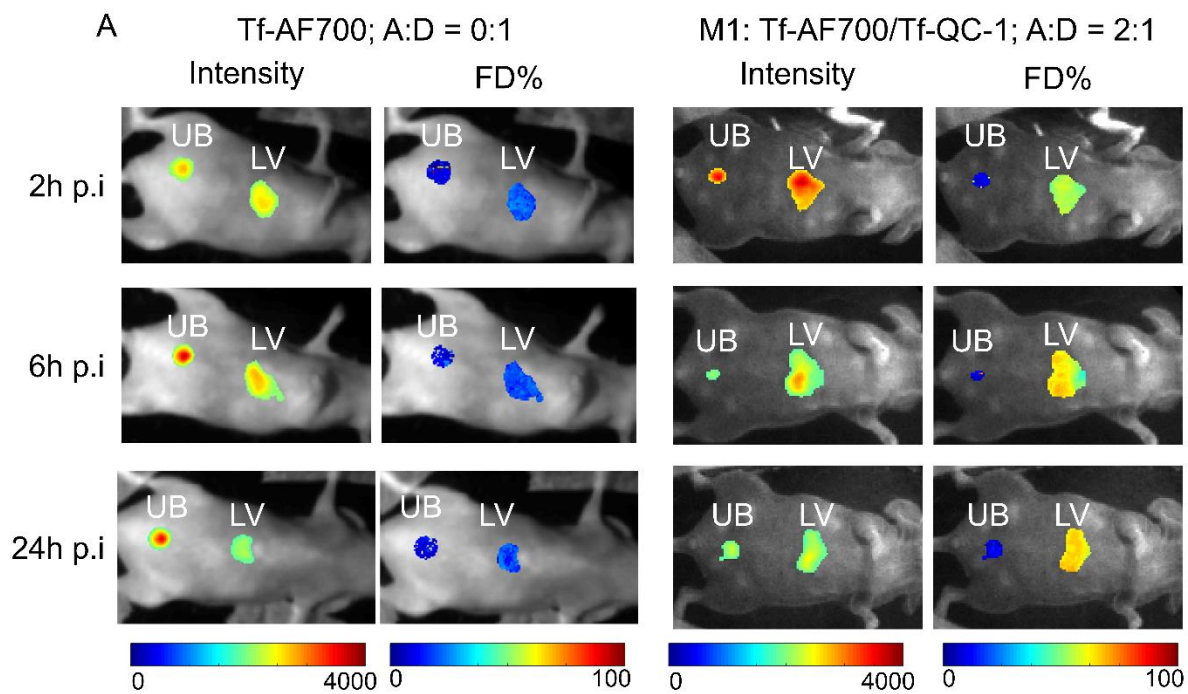 A
Tf-AF700; A:D = 0:1
M1: Tf-AF700/Tf-QC-1; A:D = 2:1
Intensity
FD%
Intensity
FD%
2h p.i
UB
LV
UB
LV
UB
LV
UB
LV
6h p.i
UB
LV
UB
LV
UB
LV
UB
LV
24h p.i
UB
LV
UB
LV
UB
LV
UB
LV
0 4000
0 100
0 4000
0 100